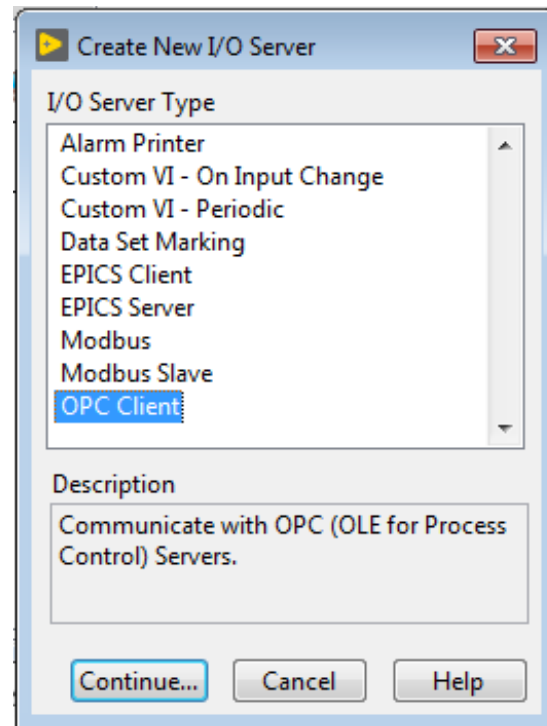 Create New I/O Server
I/O Server Type
Alarm Printer
Custom VI - On Input Change
Custom VI - Periodic
Data Set Marking
EPICS Client
EPICS Server
Modbus
Modbus Slave
OPC Client
Description
Communicate with OPC (OLE for Process
Control) Servers.
Continue... Cancel Help